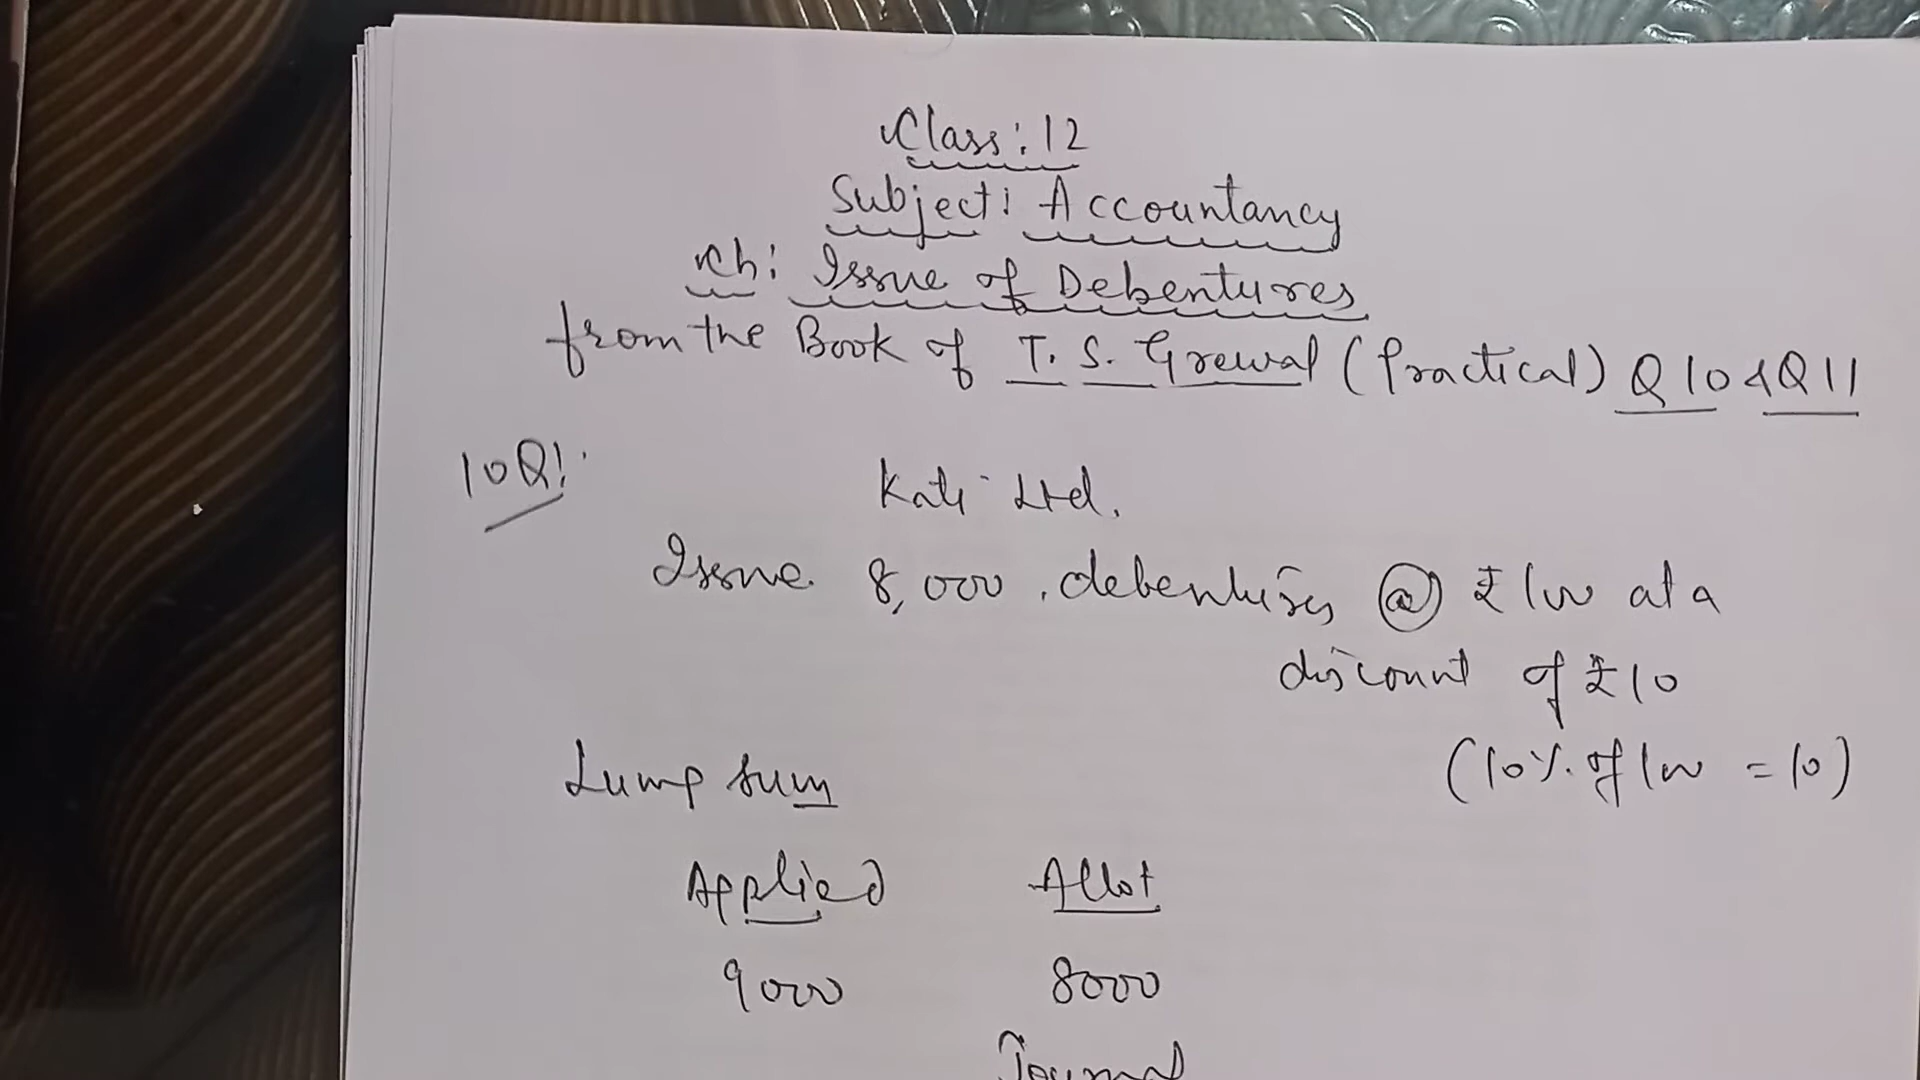 Class: 12
Subject: Accountancy
Ch: Issue of Debentures
from the Book of T. S. Grewal (Practical) Q 10 & Q 11
10Q!.
Ltd.
Issue 8,000 debentures @ ₹ 100 at a
discount of ₹ 10
(10% of 100 = 10)
Lump sum
Applied Allot
9000 8000
Journal